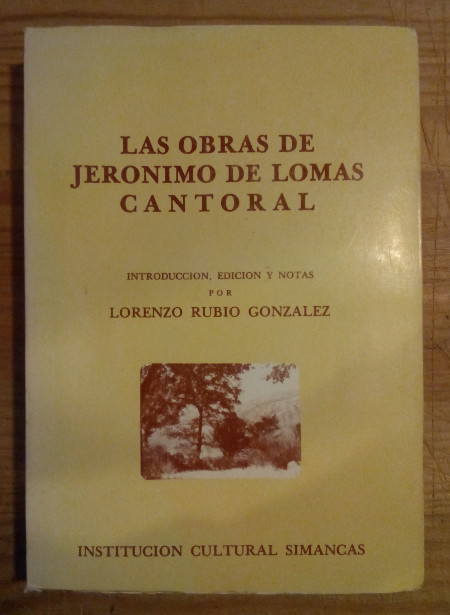 LAS OBRAS DE
JERONIMO DE LOMAS
CANTORAL
INTRODUCCION, EDICION Y NOTAS
POR
LORENZO RUBIO GONZALEZ
INSTITUCION CULTURAL SIMANCAS